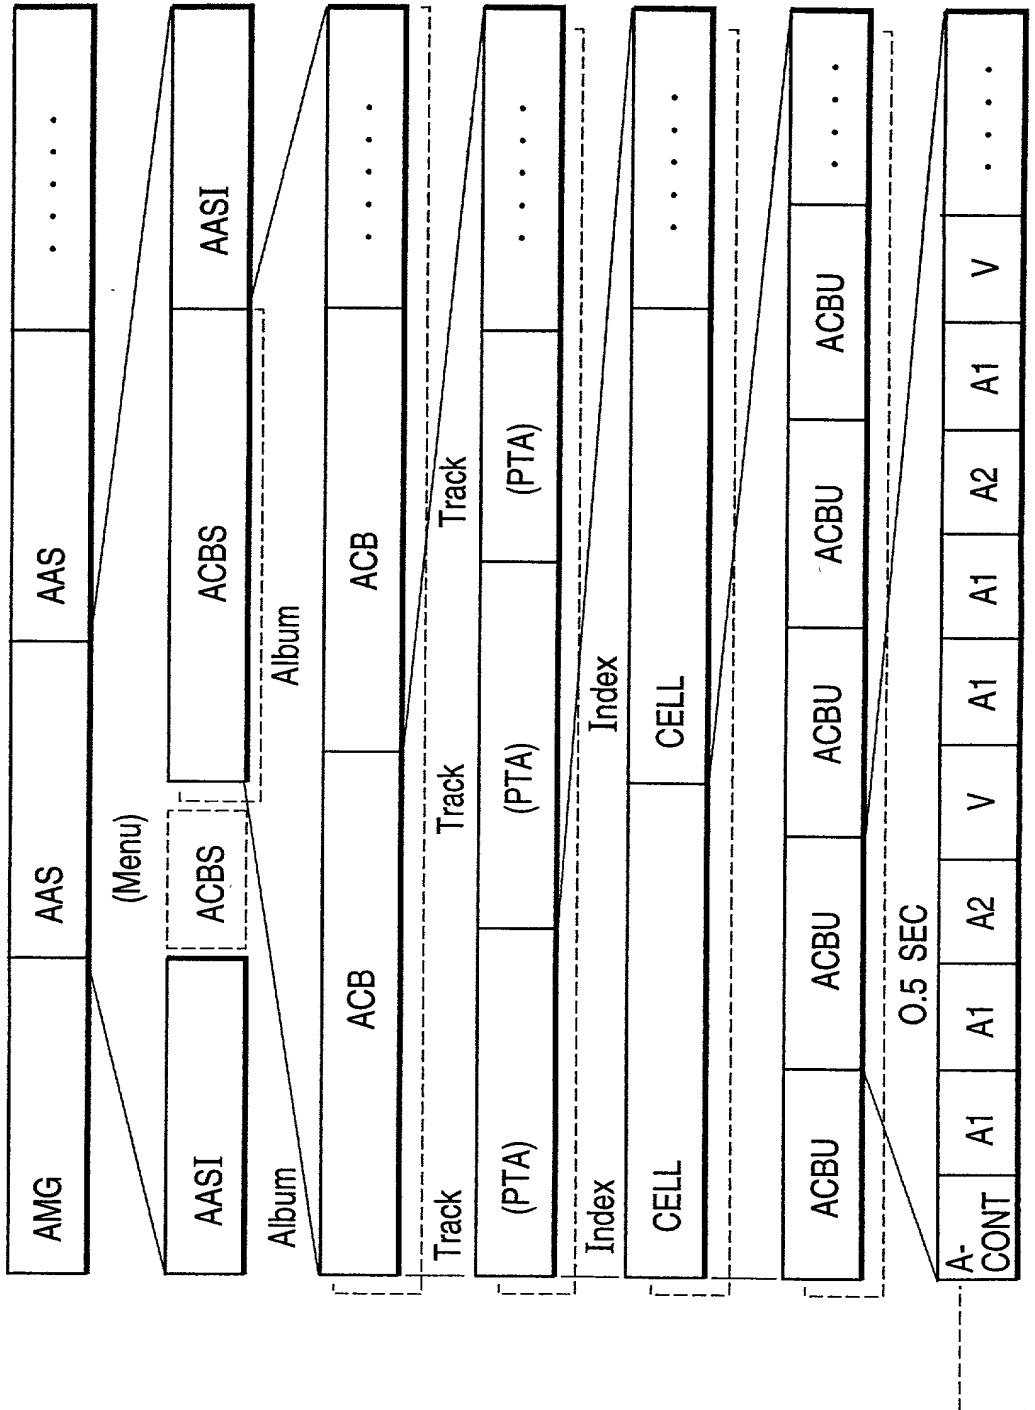 AMG AAS AAS .....
(Menu)
AASI ACBS ACBS AASI
Album Album
ACB ACB .....
Track Track Track
(PTA) (PTA) (PTA) .....
Index Index
CELL CELL .....
ACBU ACBU ACBU ACBU ACBU ....
0.5 SEC
A-
CONT A1 A1 A2 V A1 A1 A2 A1 V ....